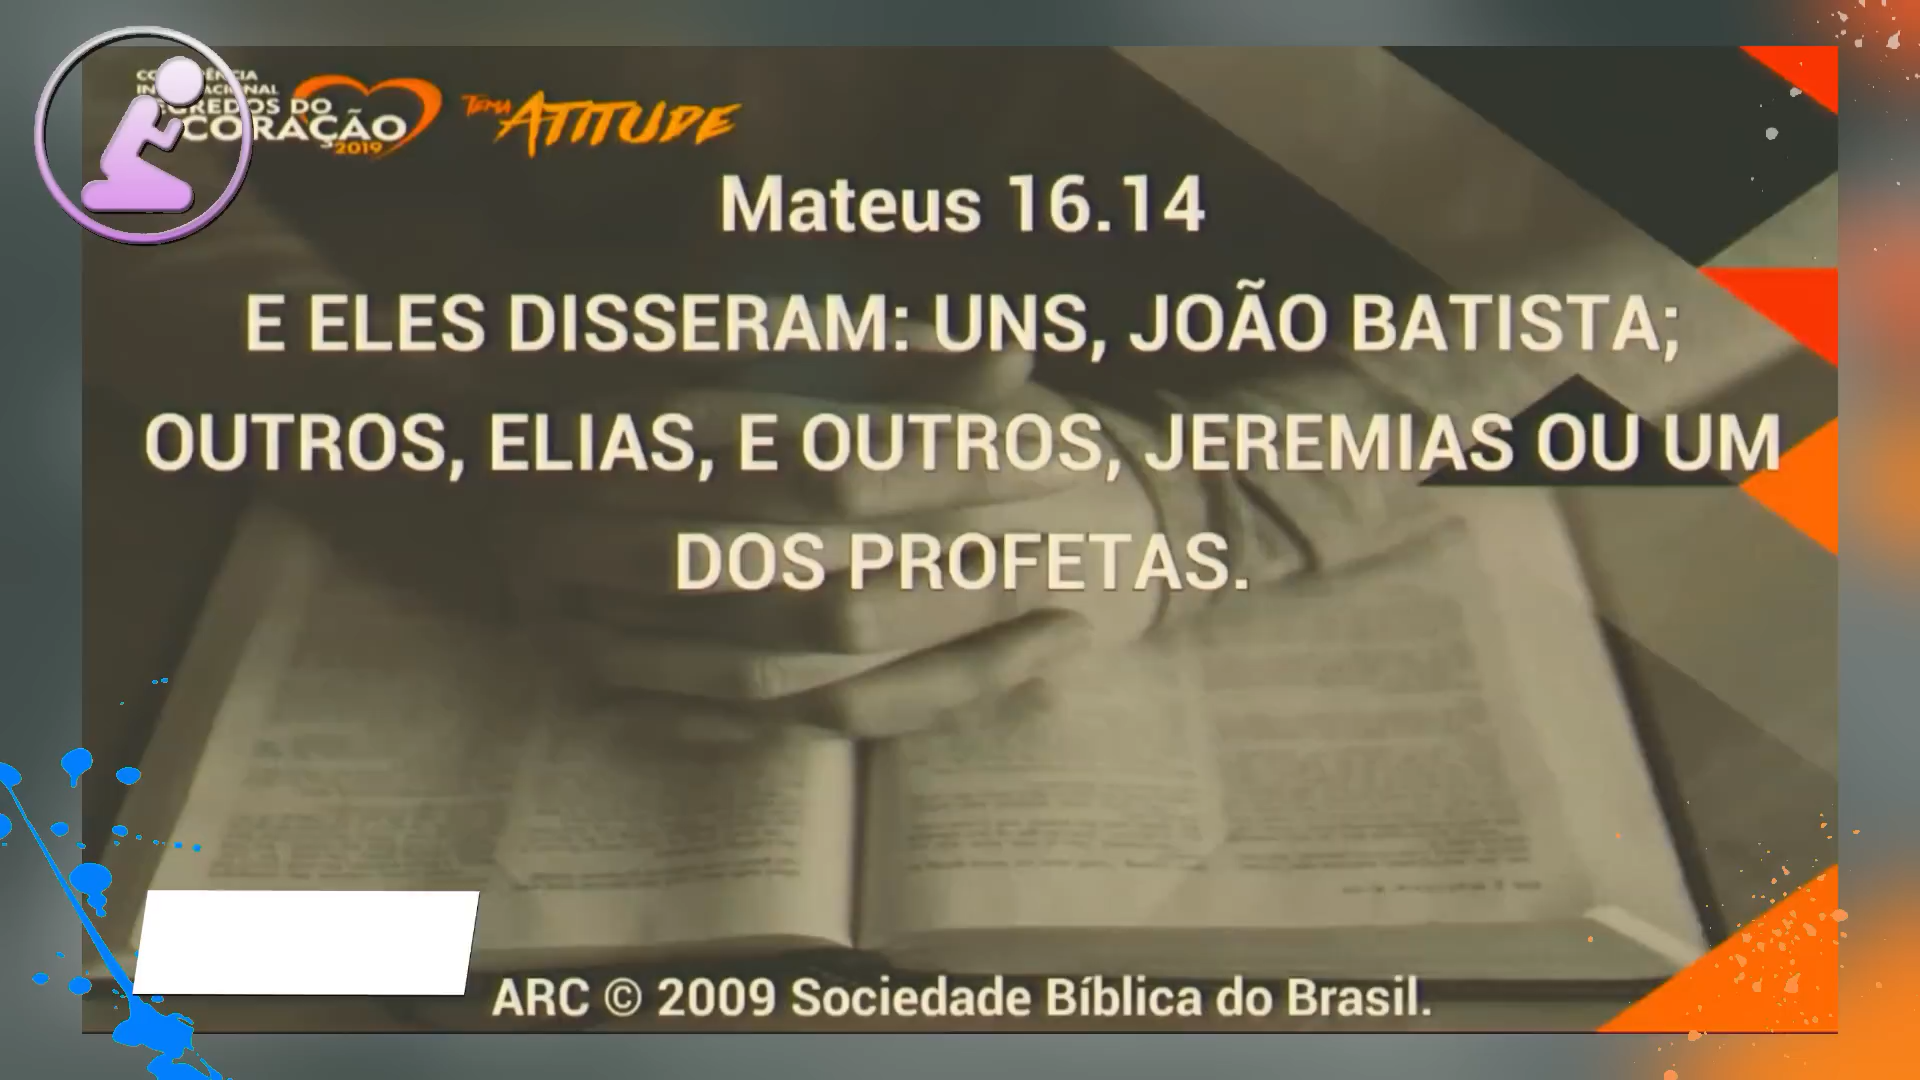 SEGREDOS DO
CORAÇÃO
2019
TEMA ATITUDE
Mateus 16.14
E ELES DISSERAM: UNS, JOÃO BATISTA;
OUTROS, ELIAS, E OUTROS, JEREMIAS OU UM
DOS PROFETAS.
ARC © 2009 Sociedade Bíblica do Brasil.